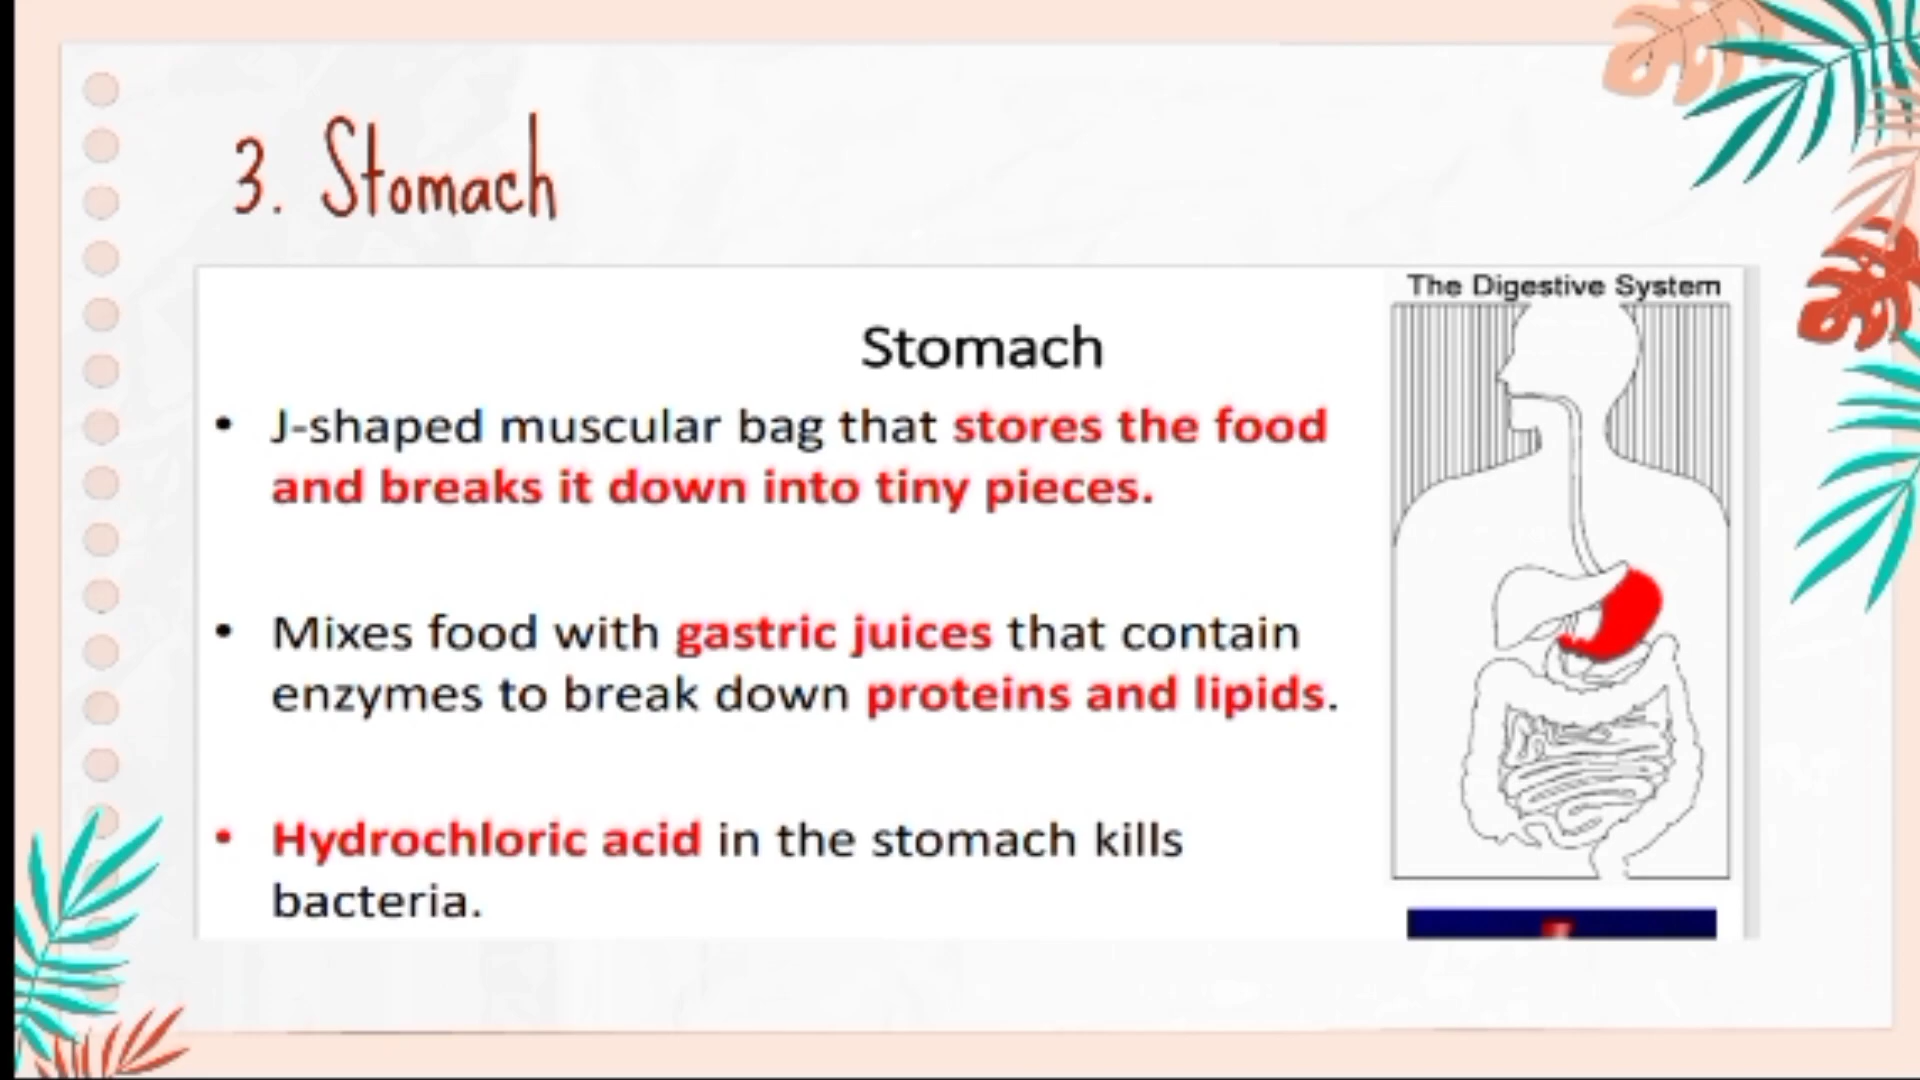 3. Stomach
The Digestive System
Stomach
• J-shaped muscular bag that stores the food
and breaks it down into tiny pieces.
• Mixes food with gastric juices that contain
enzymes to break down proteins and lipids.
• Hydrochloric acid in the stomach kills
bacteria.